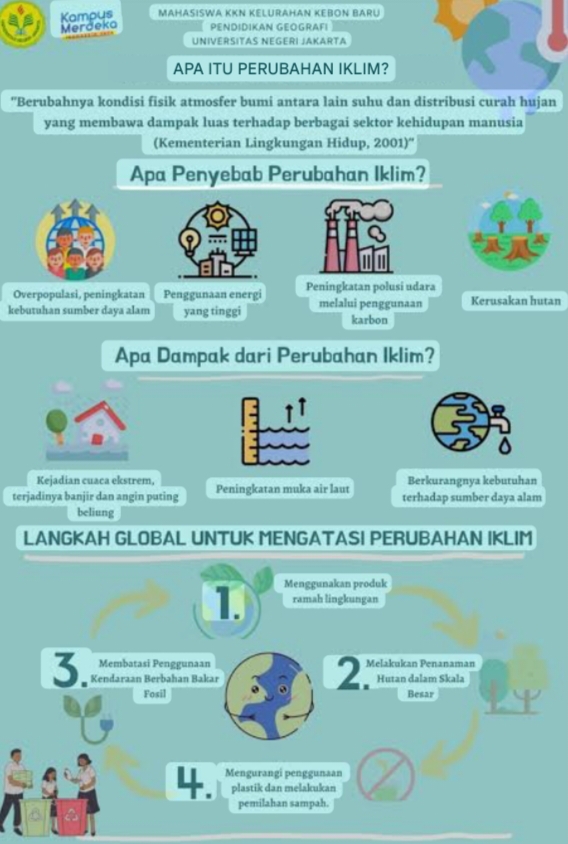 Kampus
Merdeka
MAHASISWA KKN KELURAHAN KEBON BARU
PENDIDIKAN GEOGRAFI
UNIVERSITAS NEGERI JAKARTA
APA ITU PERUBAHAN IKLIM?
"Berubahnya kondisi fisik atmosfer bumi antara lain suhu dan distribusi curah hujan
yang membawa dampak luas terhadap berbagai sektor kehidupan manusia
(Kementerian Lingkungan Hidup, 2001)"
Apa Penyebab Perubahan Iklim?
Overpopulasi, peningkatan
kebutuhan sumber daya alam
Penggunaan energi
yang tinggi
Peningkatan polusi udara
melalui penggunaan
karbon
Kerusakan hutan
Apa Dampak dari Perubahan Iklim?
Kejadian cuaca ekstrem,
terjadinya banjir dan angin puting
beliung
Peningkatan muka air laut
Berkurangnya kebutuhan
terhadap sumber daya alam
LANGKAH GLOBAL UNTUK MENGATASI PERUBAHAN IKLIM
1.
Menggunakan produk
ramah lingkungan
2.
Melakukan Penanaman
Hutan dalam Skala
Besar
3.
Membatasi Penggunaan
Kendaraan Berbahan Bakar
Fosil
4.
Mengurangi penggunaan
plastik dan melakukan
pemilahan sampah.